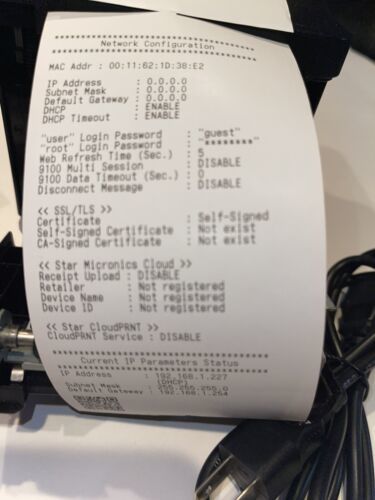 ****************************************
Network Configuration
****************************************
MAC Addr : 00:11:62:1D:38:E2
IP Address : 0.0.0.0
Subnet Mask : 0.0.0.0
Default Gateway : 0.0.0.0
DHCP : ENABLE
DHCP Timeout : ENABLE
"user" Login Password : "guest"
"root" Login Password : "********"
Web Refresh Time (Sec.) : 5
9100 Multi Session : DISABLE
9100 Data Timeout (Sec.) : 0
Disconnect Message : DISABLE
<< SSL/TLS >>
Certificate : Self-Signed
Self-Signed Certificate : Not exist
CA-Signed Certificate : Not exist
<< Star Micronics Cloud >>
Receipt Upload : DISABLE
Retailer : Not registered
Device Name : Not registered
Device ID : Not registered
<< Star CloudPRNT >>
CloudPRNT Service : DISABLE
****************************************
Current IP Parameters Status
****************************************
IP Address : 192.168.1.227
(DHCP)
Subnet Mask : 255.255.255.0
Default Gateway : 192.168.1.254